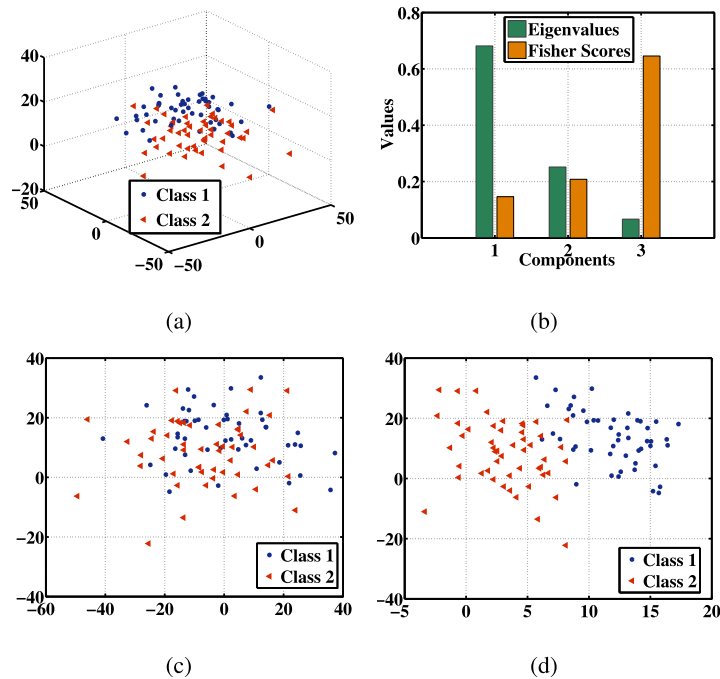 40
20
0
−20
50
0
−50
−50
0
50
Class 1
Class 2
(a)
0.8
0.6
0.4
0.2
0
Values
Eigenvalues
Fisher Scores
1
2
3
Components
(b)
40
20
0
−20
−40
−60
−40
−20
0
20
40
Class 1
Class 2
(c)
40
20
0
−20
−40
−5
0
5
10
15
20
Class 1
Class 2
(d)